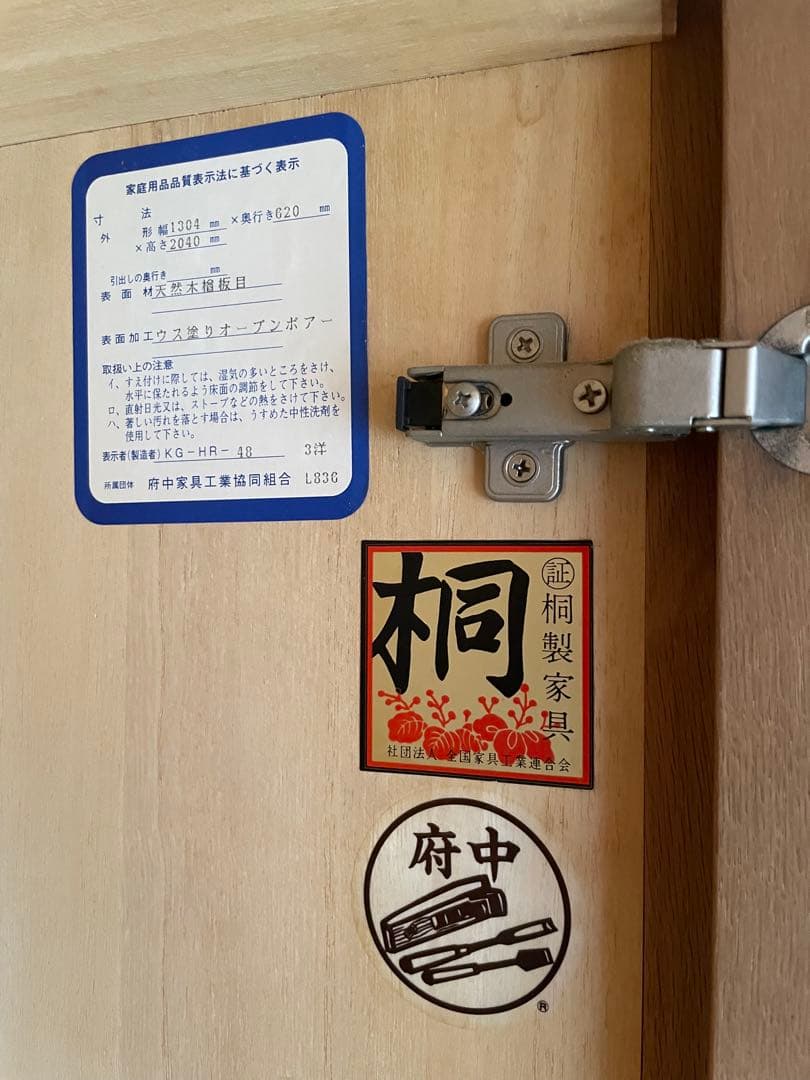 家庭用品品質表示法に基づく表示
寸 法
外 形 幅1304 mm ×奥行き620 mm
×高さ2040 mm
引出しの奥行き mm
表 面 材天然木檜板目
表面加工ウス塗りオープンポアー
取扱い上の注意
イ、すえ付けに際しては、湿気の多いところをさけ、
水平に保たれるよう床面の調節をして下さい。
ロ、直射日光又は、ストーブなどの熱をさけて下さい。
ハ、著しい汚れを落とす場合は、うすめた中性洗剤を
使用して下さい。
表示者(製造者) KG-HR- 48 3洋
所属団体 府中家具工業協同組合 L836
桐
証
桐製家具
社団法人 全国家具工業連合会
府中
®